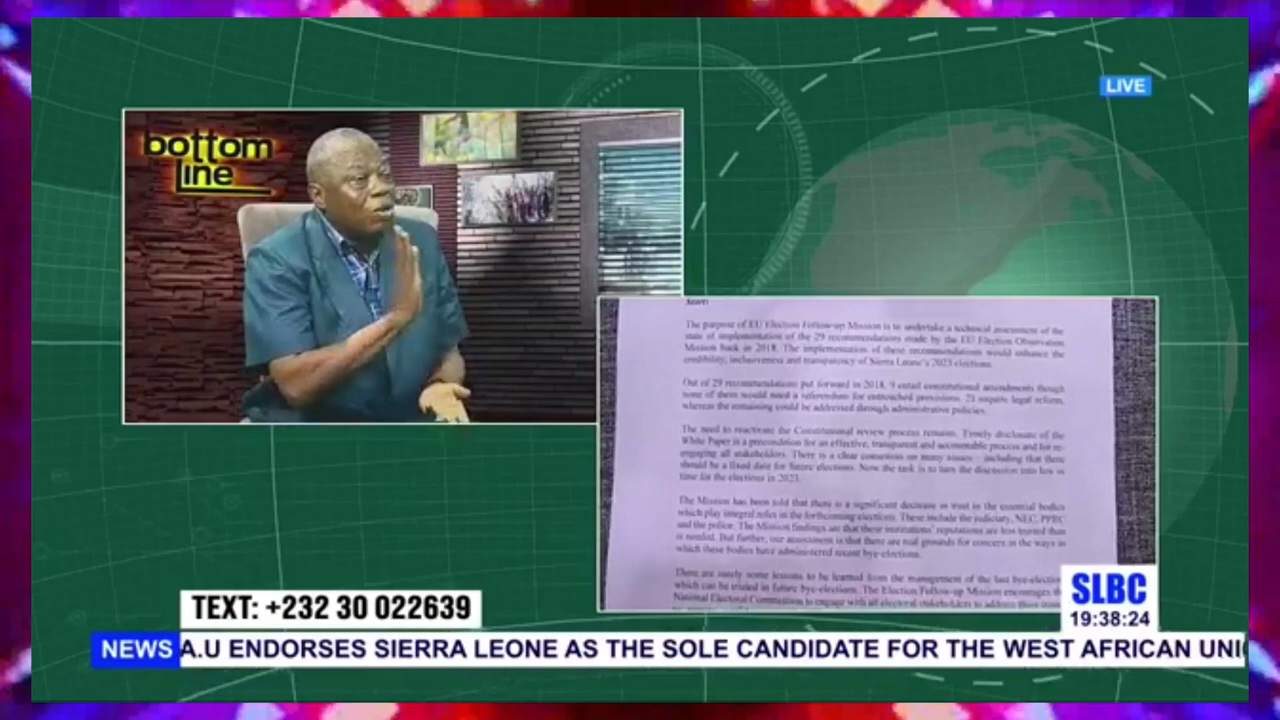 LIVE
bottom
line
The purpose of EU Election Follow-up Mission is to undertake a technical assessment of the
state of implementation of the 29 recommendations made by the EU Election Observation
Mission back in 2018. The implementation of these recommendations would enhance the
credibility, inclusiveness and transparency of Sierra Leone's 2023 elections.
Out of 29 recommendations put forward in 2018, 9 entail constitutional amendments though
none of them would need a referendum for entrenched provisions. 21 require legal reform,
whereas the remaining could be addressed through administrative policies.
The need to reactivate the Constitutional review process remains. Timely disclosure of the
White Paper is a precondition for an effective, transparent and accountable process and for re-
engaging all stakeholders. There is a clear consensus on many issues – including that there
should be a fixed date for future elections. Now the task is to turn the discussion into law in
time for the elections in 2023.
The Mission has been told that there is a significant decrease in trust in the essential bodies
which play integral roles in the forthcoming elections. These include the judiciary, NEC, PPRC
and the police. The Mission findings are that these institutions' reputations are less trusted than
is needed. But further, our assessment is that there are real grounds for concern in the ways in
which these bodies have administered recent bye-elections.
There are surely some lessons to be learned from the management of the last bye-election
which can be trialed in future bye-elections. The Election Follow-up Mission encourages
National Electoral Commission to engage with all electoral stakeholders to address these
SLBC
19:38:24
TEXT: +232 30 022639
NEWS A.U ENDORSES SIERRA LEONE AS THE SOLE CANDIDATE FOR THE WEST AFRICAN